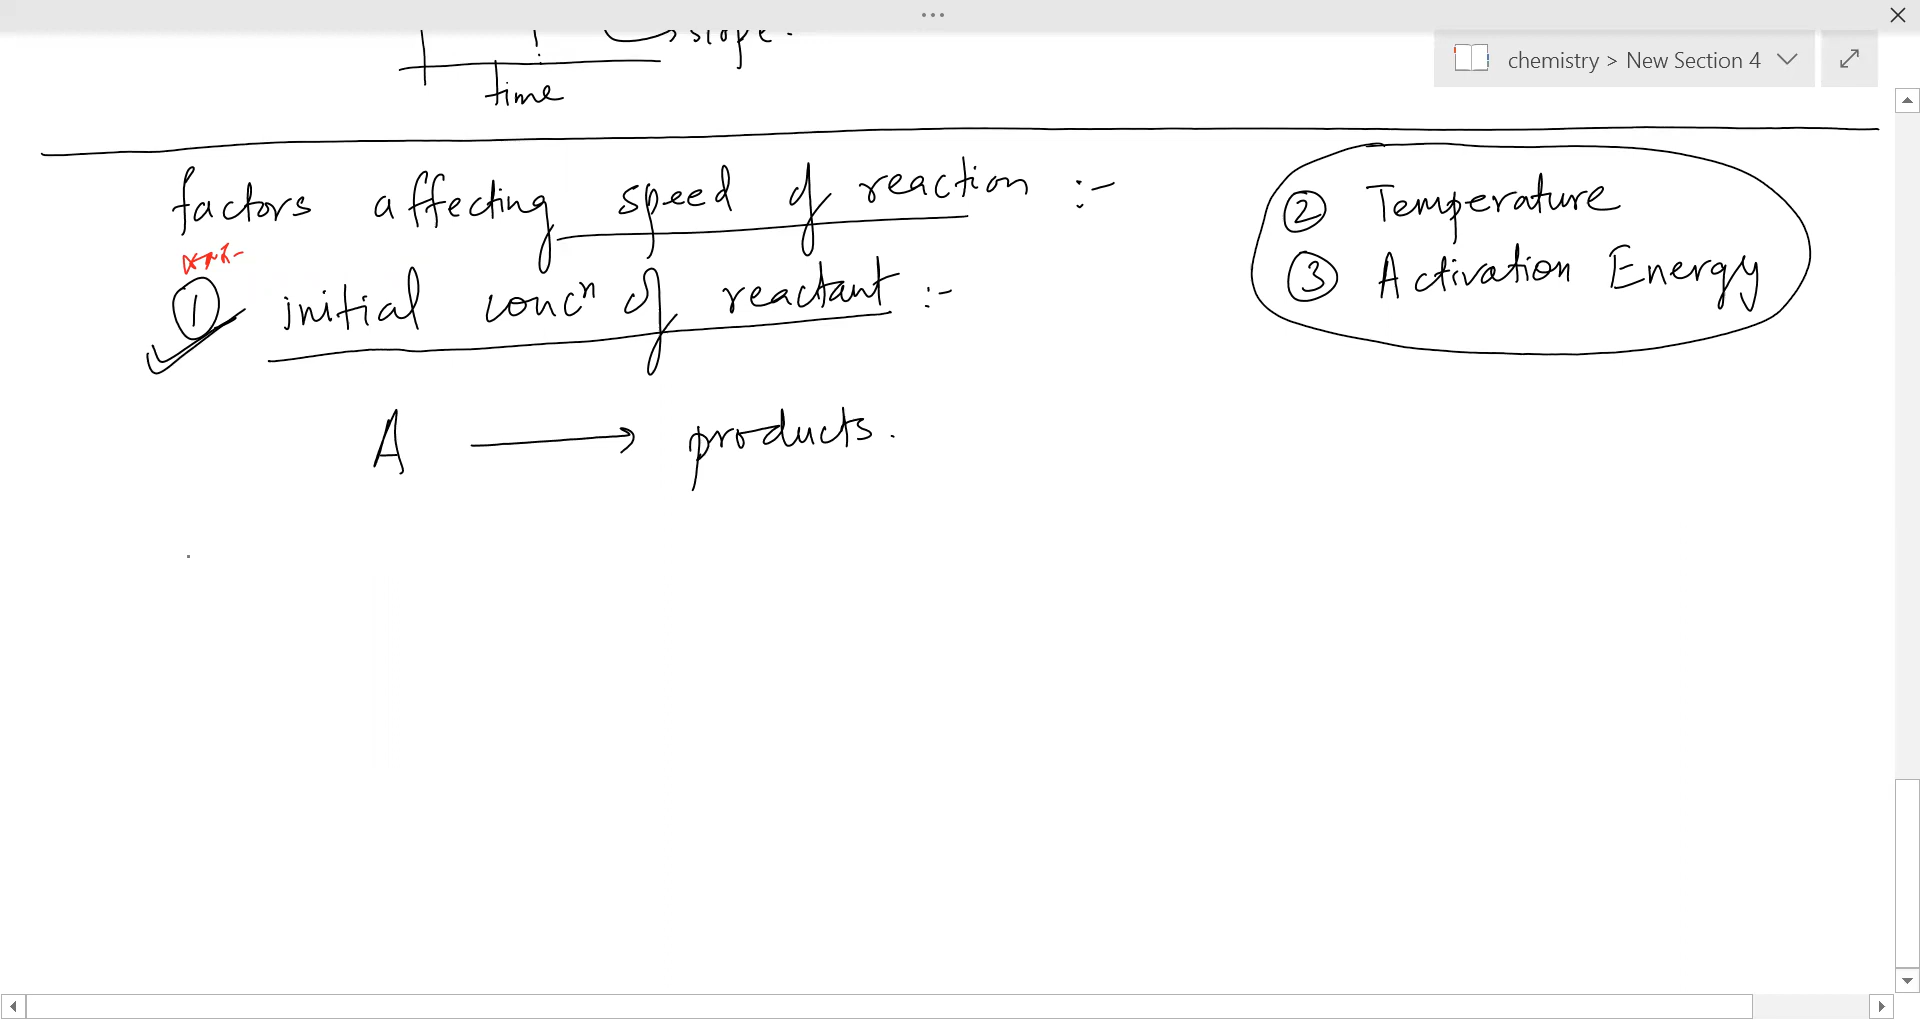 slope.
chemistry > New Section 4
time
factors affecting speed of reaction :-
② Temperature
③ Activation Energy
① initial concⁿ of reactant :-
A → products.